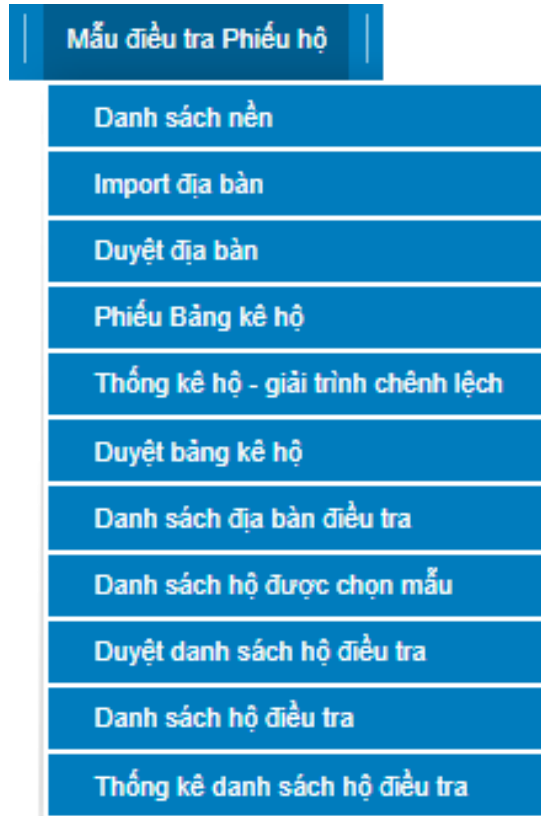 Mẫu điều tra Phiếu hộ
Danh sách nền
Import địa bàn
Duyệt địa bàn
Phiếu Bảng kê hộ
Thống kê hộ - giải trình chênh lệch
Duyệt bảng kê hộ
Danh sách địa bàn điều tra
Danh sách hộ được chọn mẫu
Duyệt danh sách hộ điều tra
Danh sách hộ điều tra
Thống kê danh sách hộ điều tra